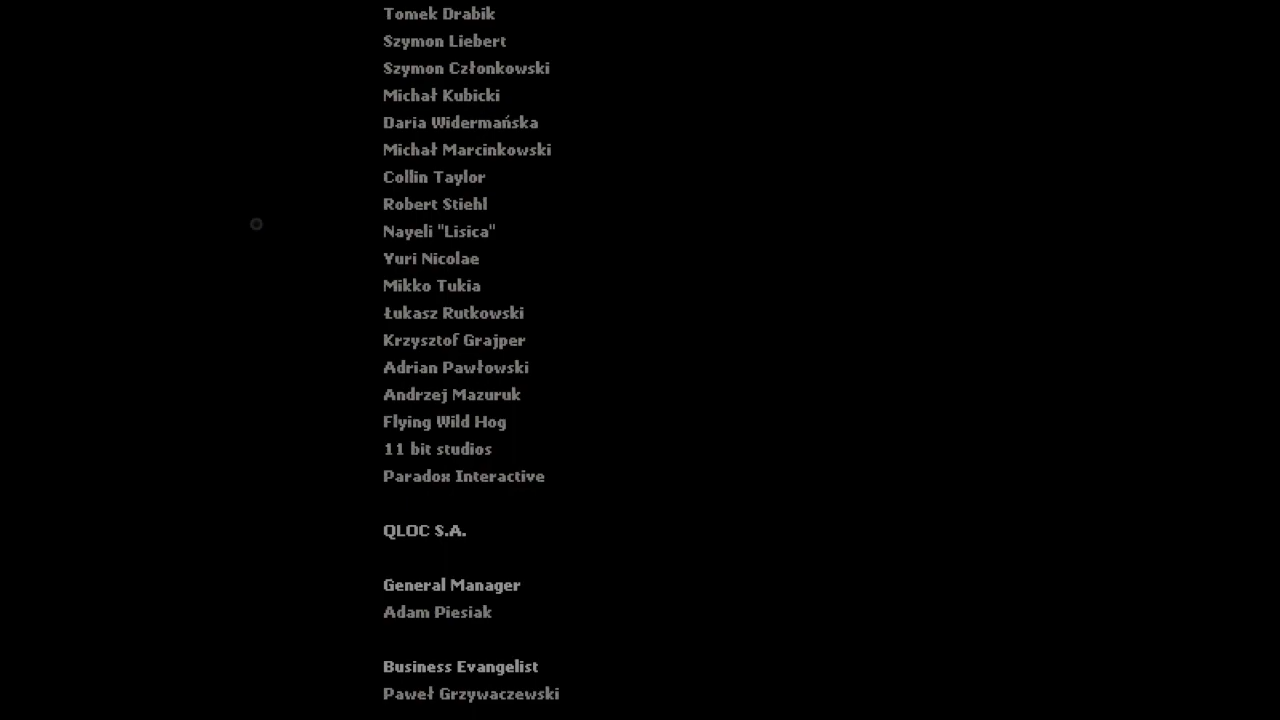 Tomek Drabik
Szymon Liebert
Szymon Członkowski
Michał Kubicki
Daria Widermańska
Michał Marcinkowski
Collin Taylor
Robert Stiehl
Nayeli "Lisica"
Yuri Nicolae
Mikko Tukia
Łukasz Rutkowski
Krzysztof Grajper
Adrian Pawłowski
Andrzej Mazuruk
Flying Wild Hog
11 bit studios
Paradox Interactive
QLOC S.A.
General Manager
Adam Piesiak
Business Evangelist
Paweł Grzywaczewski